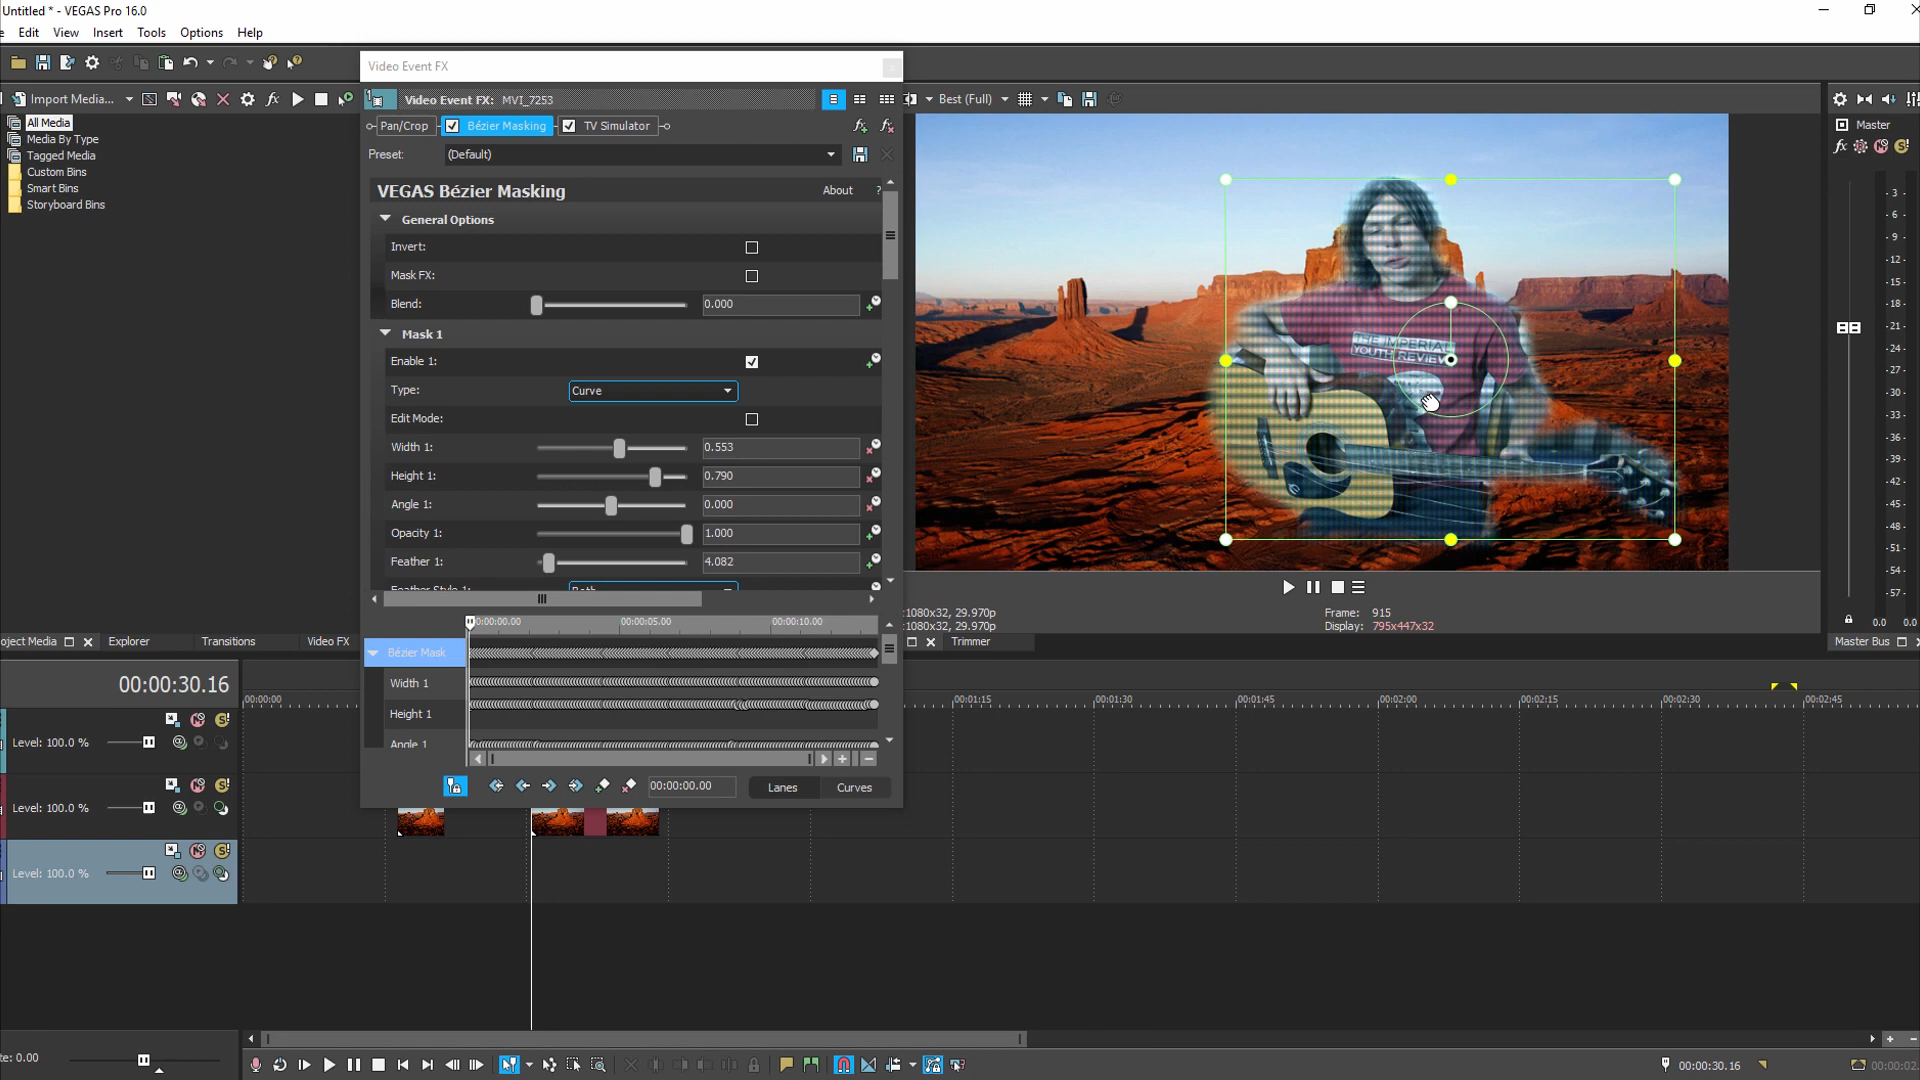 Untitled * - VEGAS Pro 16.0
Edit View Insert Tools Options Help
Import Media...
All Media
Media By Type
Tagged Media
Custom Bins
Smart Bins
Storyboard Bins
Video Event FX
Video Event FX: MVI_7253
Pan/Crop Bézier Masking TV Simulator
Preset: (Default)
VEGAS Bézier Masking About ?
General Options
Invert:
Mask FX:
Blend: 0.000
Mask 1
Enable 1:
Type: Curve
Edit Mode:
Width 1: 0.553
Height 1: 0.790
Angle 1: 0.000
Opacity 1: 1.000
Feather 1: 4.082
Feather Style 1: Both
00:00:00.00 00:00:05.00 00:00:10.00
Bézier Mask
Width 1
Height 1
Angle 1
00:00:00.00 Lanes Curves
Best (Full)
THE IMPERIAL
YOUTH REVIEW
:1080x32, 29.970p
:1080x32, 29.970p
Frame: 915
Display: 795x447x32
Trimmer
Master
fx
- 3 -
- 6 -
- 9 -
-12-
-15-
-18-
-21-
-24-
-27-
-30-
-33-
-36-
-39-
-42-
-45-
-48-
-51-
-54-
-57-
0.0 0.0
Master Bus
oject Media Explorer Transitions Video FX
00:00:30.16
00:00:00 00:01:15 00:01:30 00:01:45 00:02:00 00:02:15 00:02:30 00:02:45
Level: 100.0 %
Level: 100.0 %
Level: 100.0 %
te: 0.00
00:00:30.16
00:00:02.